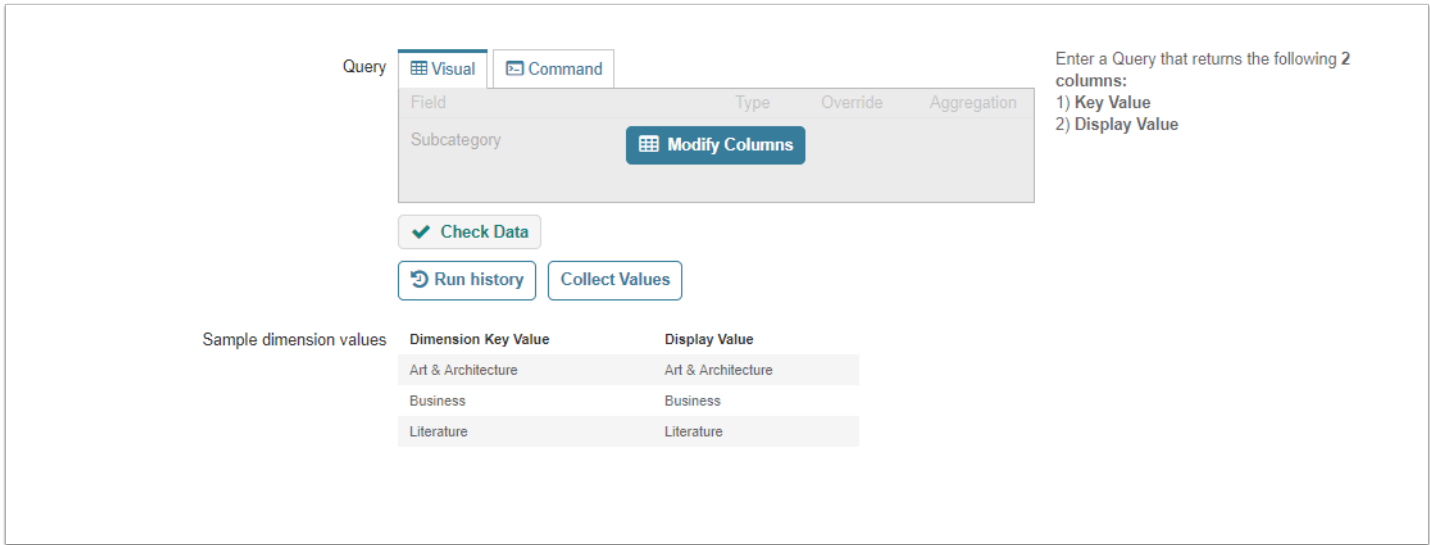 Query
Visual
Command
Enter a Query that returns the following 2
columns:
1) Key Value
2) Display Value
Field Type Override Aggregation
Subcategory
Modify Columns
Check Data
Run history
Collect Values
Sample dimension values
Dimension Key Value Display Value
Art & Architecture Art & Architecture
Business Business
Literature Literature